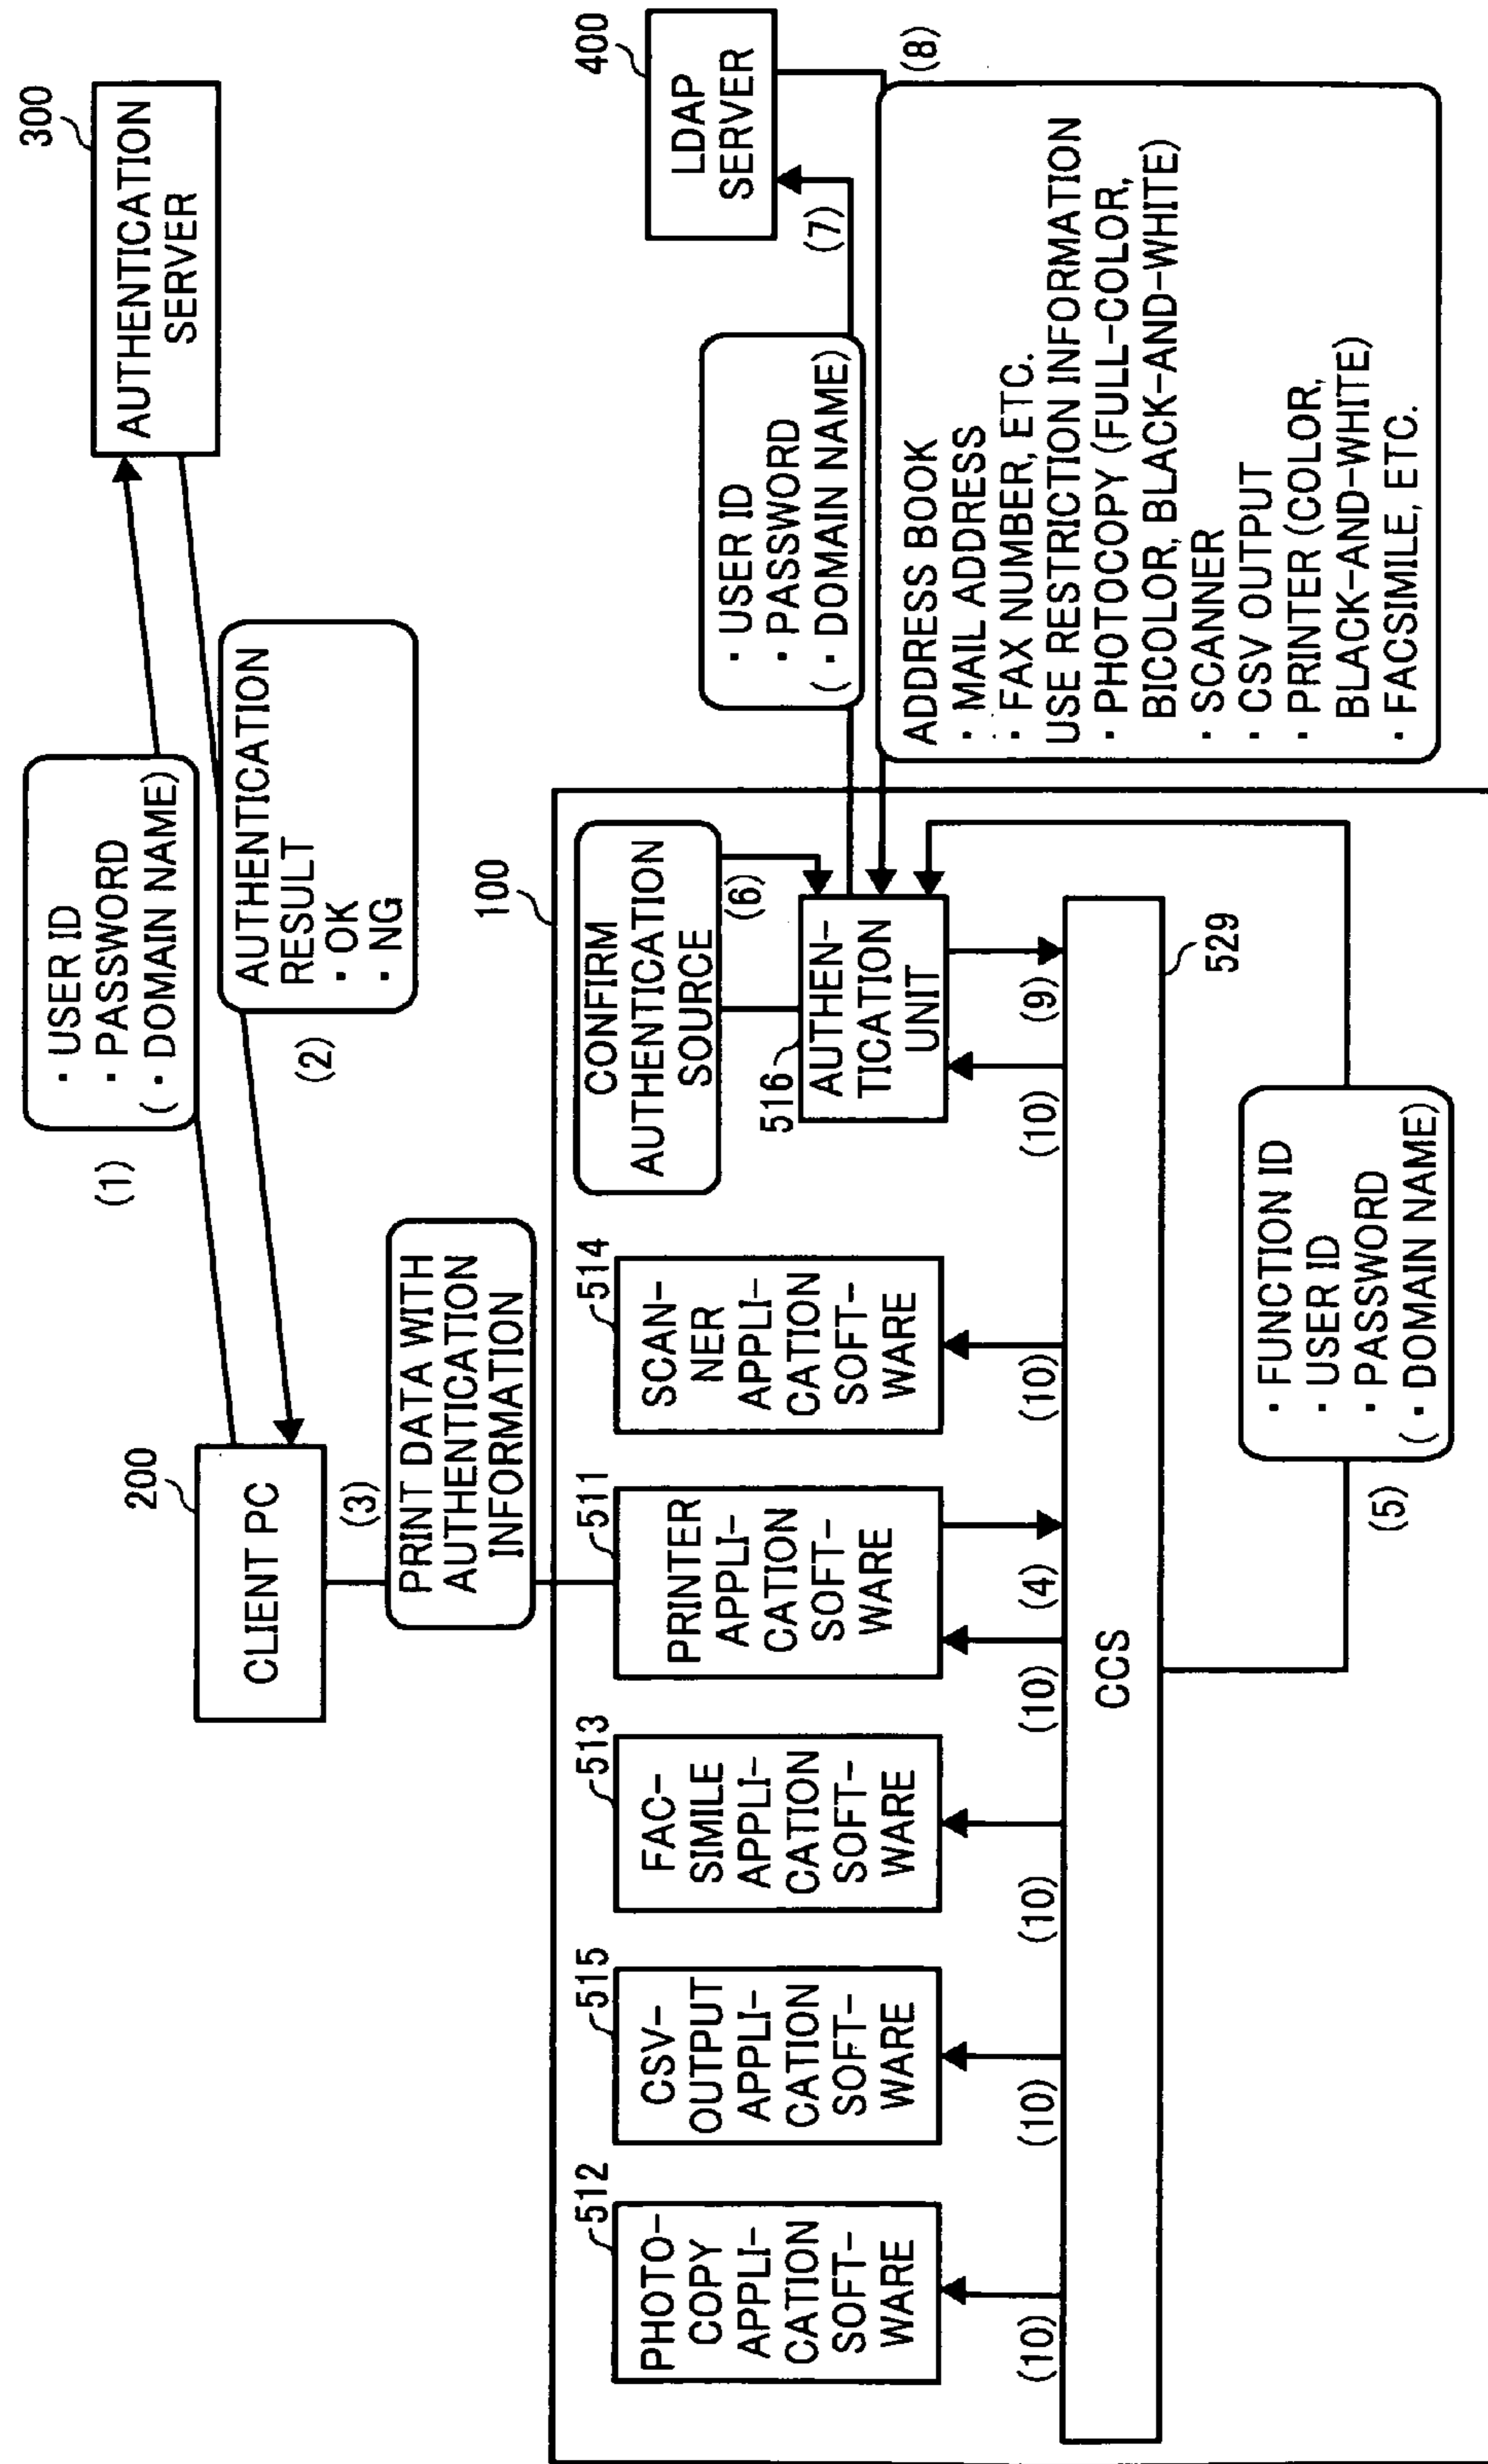 300
AUTHENTICATION
SERVER
· USER ID
· PASSWORD
( · DOMAIN NAME)
(1)
AUTHENTICATION
RESULT
· OK
· NG
(2)
200
CLIENT PC
(3)
PRINT DATA WITH
AUTHENTICATION
INFORMATION
400
LDAP
SERVER
(7)
(8)
· USER ID
· PASSWORD
( · DOMAIN NAME)
ADDRESS BOOK
· MAIL ADDRESS
· FAX NUMBER, ETC.
USE RESTRICTION INFORMATION
· PHOTOCOPY (FULL-COLOR,
BICOLOR, BLACK-AND-WHITE)
· SCANNER
· CSV OUTPUT
· PRINTER (COLOR,
BLACK-AND-WHITE)
· FACSIMILE, ETC.
100
CONFIRM
AUTHENTICATION
SOURCE
(6)
516
AUTHEN-
TICATION
UNIT
512
PHOTO-
COPY
APPLI-
CATION
SOFT-
WARE
515
CSV-
OUTPUT
APPLI-
CATION
SOFT-
WARE
513
FAC-
SIMILE
APPLI-
CATION
SOFT-
WARE
511
PRINTER
APPLI-
CATION
SOFT-
WARE
514
SCAN-
NER
APPLI-
CATION
SOFT-
WARE
(10)
(10)
(10)
(10)
(4)
(10)
(10)
(9)
CCS
529
(5)
· FUNCTION ID
· USER ID
· PASSWORD
( · DOMAIN NAME)